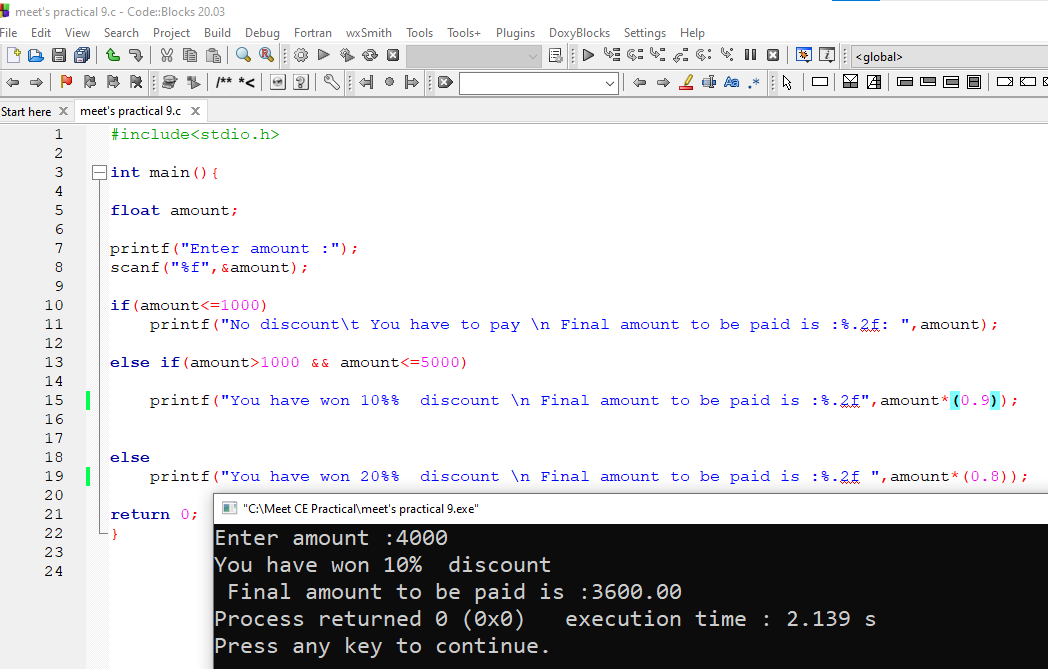 meet's practical 9.c - Code::Blocks 20.03
File Edit View Search Project Build Debug Fortran wxSmith Tools Tools+ Plugins DoxyBlocks Settings Help
<global>
/** *<
Start here X meet's practical 9.c X
1 #include<stdio.h>
2
3 int main(){
4
5 float amount;
6
7 printf("Enter amount :");
8 scanf("%f",&amount);
9
10 if(amount<=1000)
11 printf("No discount\t You have to pay \n Final amount to be paid is :%.2f: ",amount);
12
13 else if(amount>1000 && amount<=5000)
14
15 printf("You have won 10%%  discount \n Final amount to be paid is :%.2f",amount*(0.9));
16
17
18 else
19 printf("You have won 20%%  discount \n Final amount to be paid is :%.2f ",amount*(0.8));
20
21 return 0;
22 }
23
24
"C:\Meet CE Practical\meet's practical 9.exe"
Enter amount :4000
You have won 10%  discount
Final amount to be paid is :3600.00
Process returned 0 (0x0)   execution time : 2.139 s
Press any key to continue.